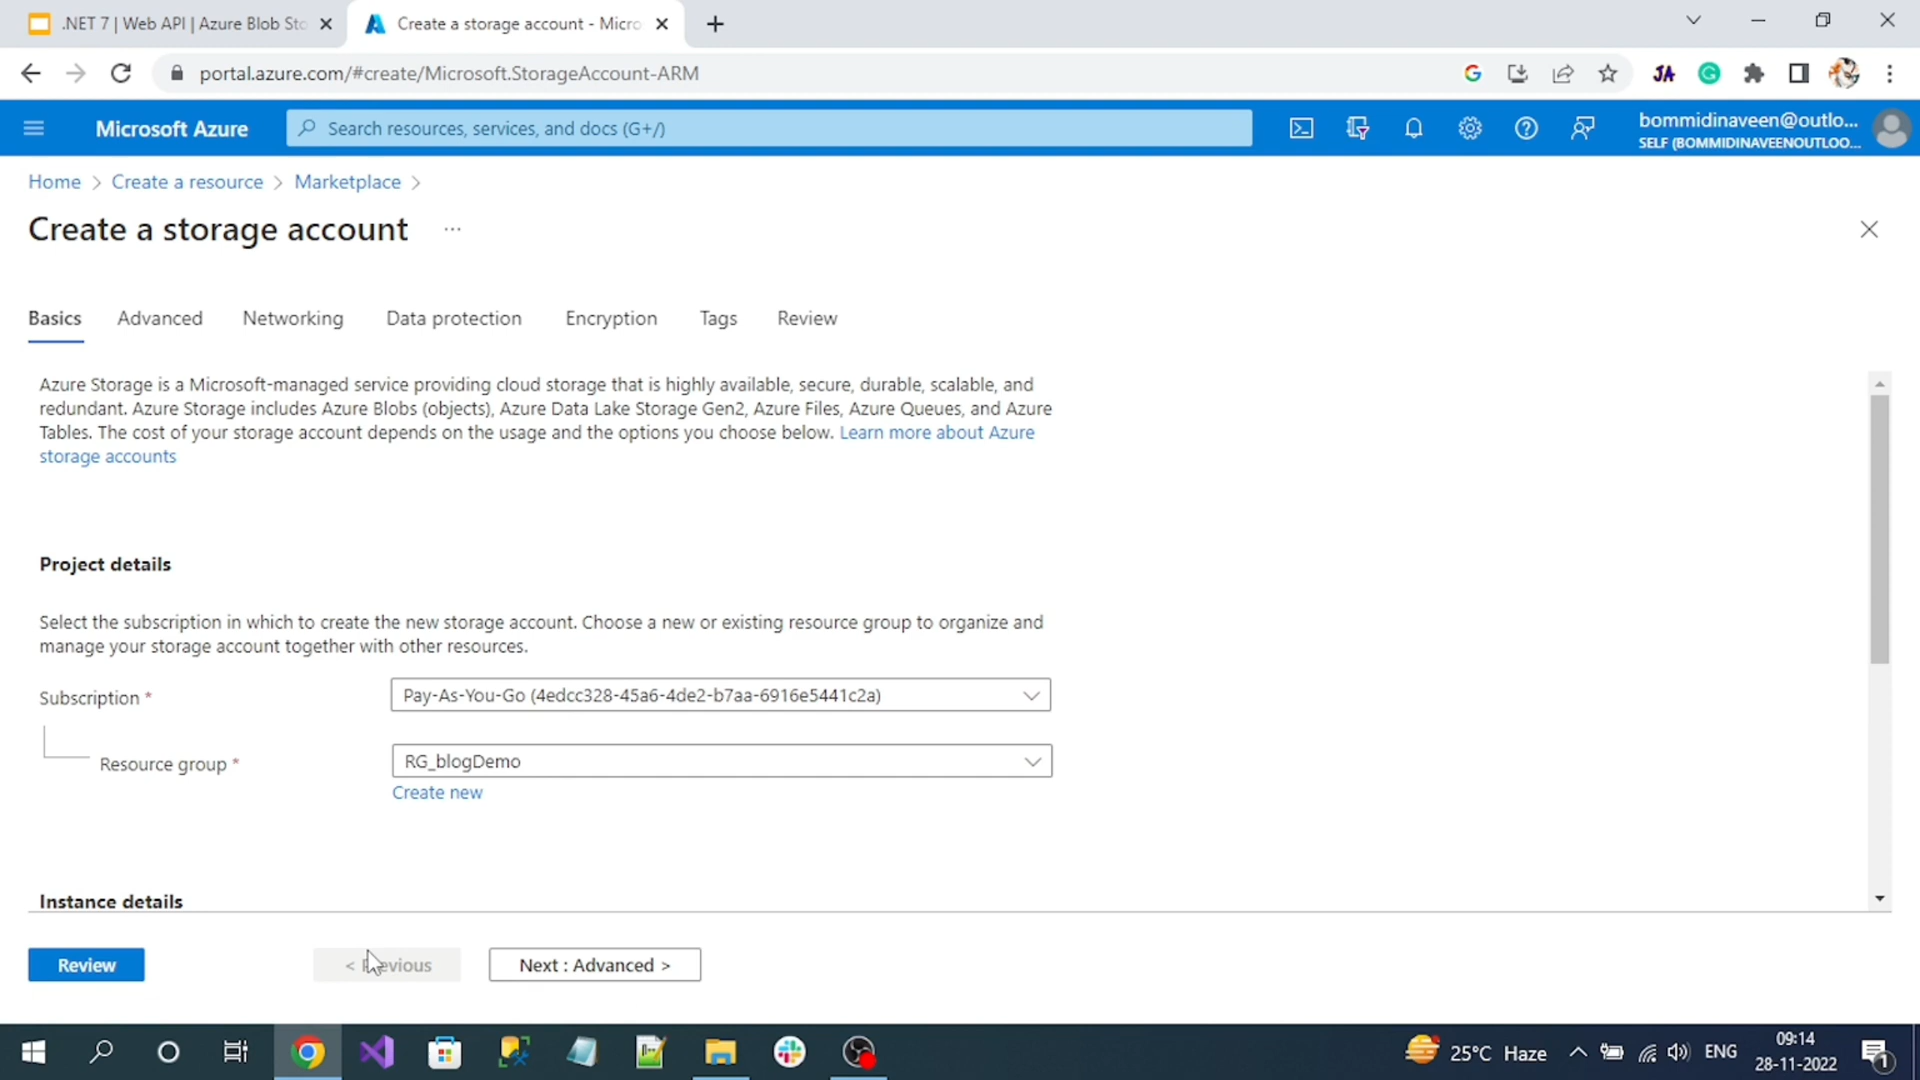 .NET 7 | Web API | Azure Blob Sto
Create a storage account - Micro
portal.azure.com/#create/Microsoft.StorageAccount-ARM
Microsoft Azure
Search resources, services, and docs (G+/)
bommidinaveen@outlo...
SELF (BOMMIDINAVEENOUTLOO...
Home > Create a resource > Marketplace >
Create a storage account ...
Basics Advanced Networking Data protection Encryption Tags Review
Azure Storage is a Microsoft-managed service providing cloud storage that is highly available, secure, durable, scalable, and
redundant. Azure Storage includes Azure Blobs (objects), Azure Data Lake Storage Gen2, Azure Files, Azure Queues, and Azure
Tables. The cost of your storage account depends on the usage and the options you choose below. Learn more about Azure
storage accounts
Project details
Select the subscription in which to create the new storage account. Choose a new or existing resource group to organize and
manage your storage account together with other resources.
Subscription *
Pay-As-You-Go (4edcc328-45a6-4de2-b7aa-6916e5441c2a)
Resource group *
RG_blogDemo
Create new
Instance details
Review
< Previous
Next : Advanced >
25°C Haze
ENG
09:14
28-11-2022
1